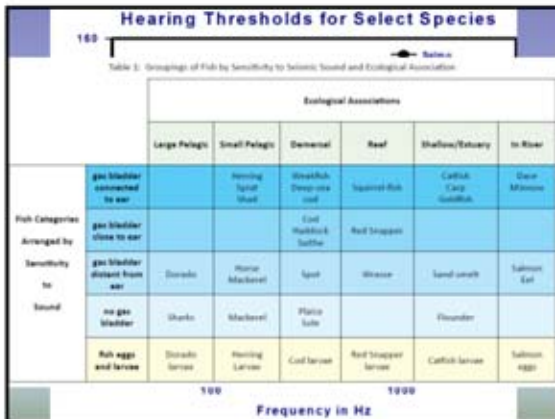 Hearing Thresholds for Select Species
160
Salmo
Table 1: Groupings of Fish by Sensitivity to Seismic Sound and Ecological Association
Ecological Associations
Large Pelagic Small Pelagic Demersal Reef Shallow/Estuary In River
Fish Categories
Arranged by
Sensitivity
to
Sound
gas bladder
connected
to ear
Herring
Sprat
Shad
Weakfish
Deep-sea
cod
Squirrel-fish
Catfish
Carp
Goldfish
Dace
Minnow
gas bladder
close to ear
Cod
Haddock
Saithe
Red Snapper
gas bladder
distant from
ear
Dorado
Horse
Mackerel
Spot
Wrasse
Sand smelt
Salmon
Eel
no gas
bladder
Sharks
Mackerel
Plaice
Sole
Flounder
fish eggs
and larvae
Dorado
larvae
Herring
Larvae
Cod larvae
Red Snapper
larvae
Catfish larvae
Salmon
eggs
100 1000
Frequency in Hz